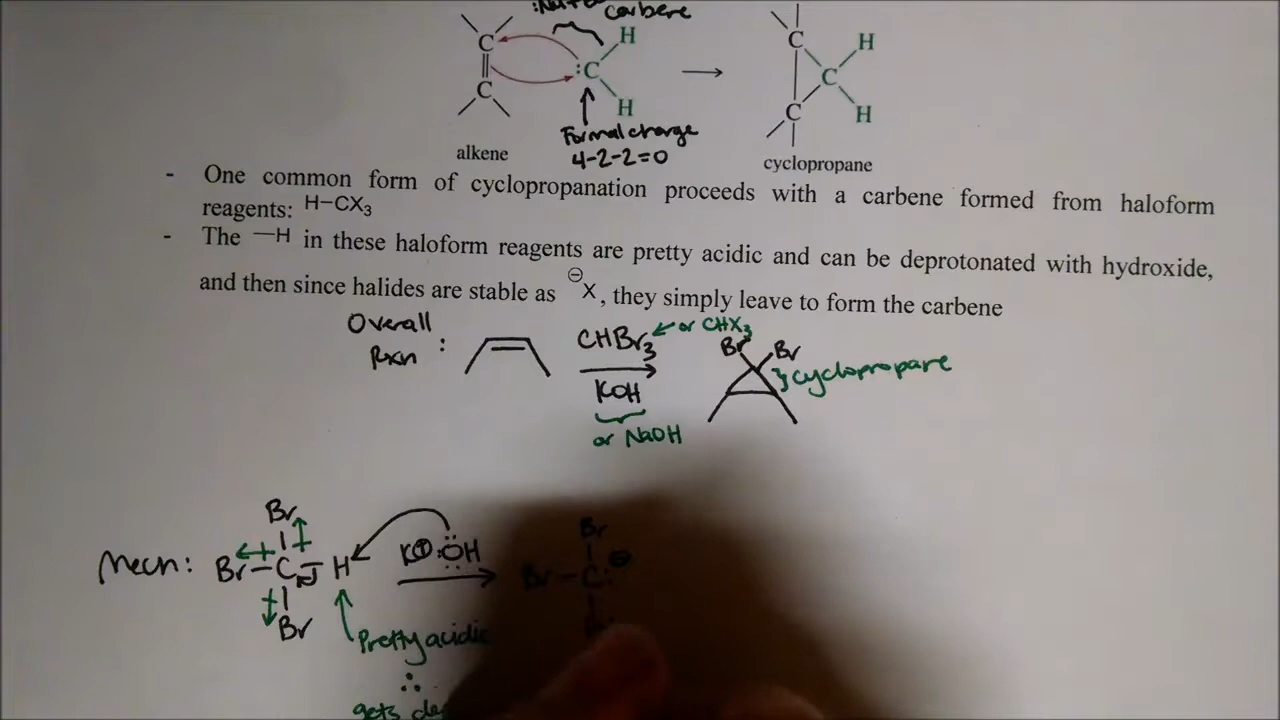 carbene
C H
:C
C H
C H
C
C H
Formal charge
4-2-2=0
alkene
cyclopropane
- One common form of cyclopropanation proceeds with a carbene formed from haloform
reagents: H-CX3
- The —H in these haloform reagents are pretty acidic and can be deprotonated with hydroxide,
and then since halides are stable as ⊖X, they simply leave to form the carbene
Overall
Rxn :
CHBr3 ← or CHX3
KOH
or NaOH
Br Br
} cyclopropane
Mech:
Br
Br-C-H
Br
K⊕ :ÖH
Br
Br-C: ⊖
Pretty acidic
∴
gets